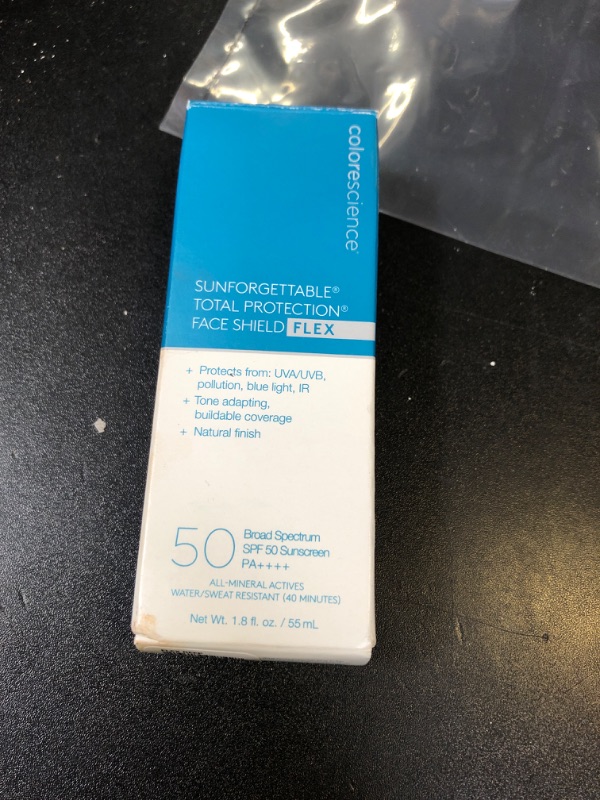 colorescience®
SUNFORGETTABLE®
TOTAL PROTECTION®
FACE SHIELD FLEX
+ Protects from: UVA/UVB,
pollution, blue light, IR
+ Tone adapting,
buildable coverage
+ Natural finish
50
Broad Spectrum
SPF 50 Sunscreen
PA++++
ALL-MINERAL ACTIVES
WATER/SWEAT RESISTANT (40 MINUTES)
Net Wt. 1.8 fl. oz. / 55 mL